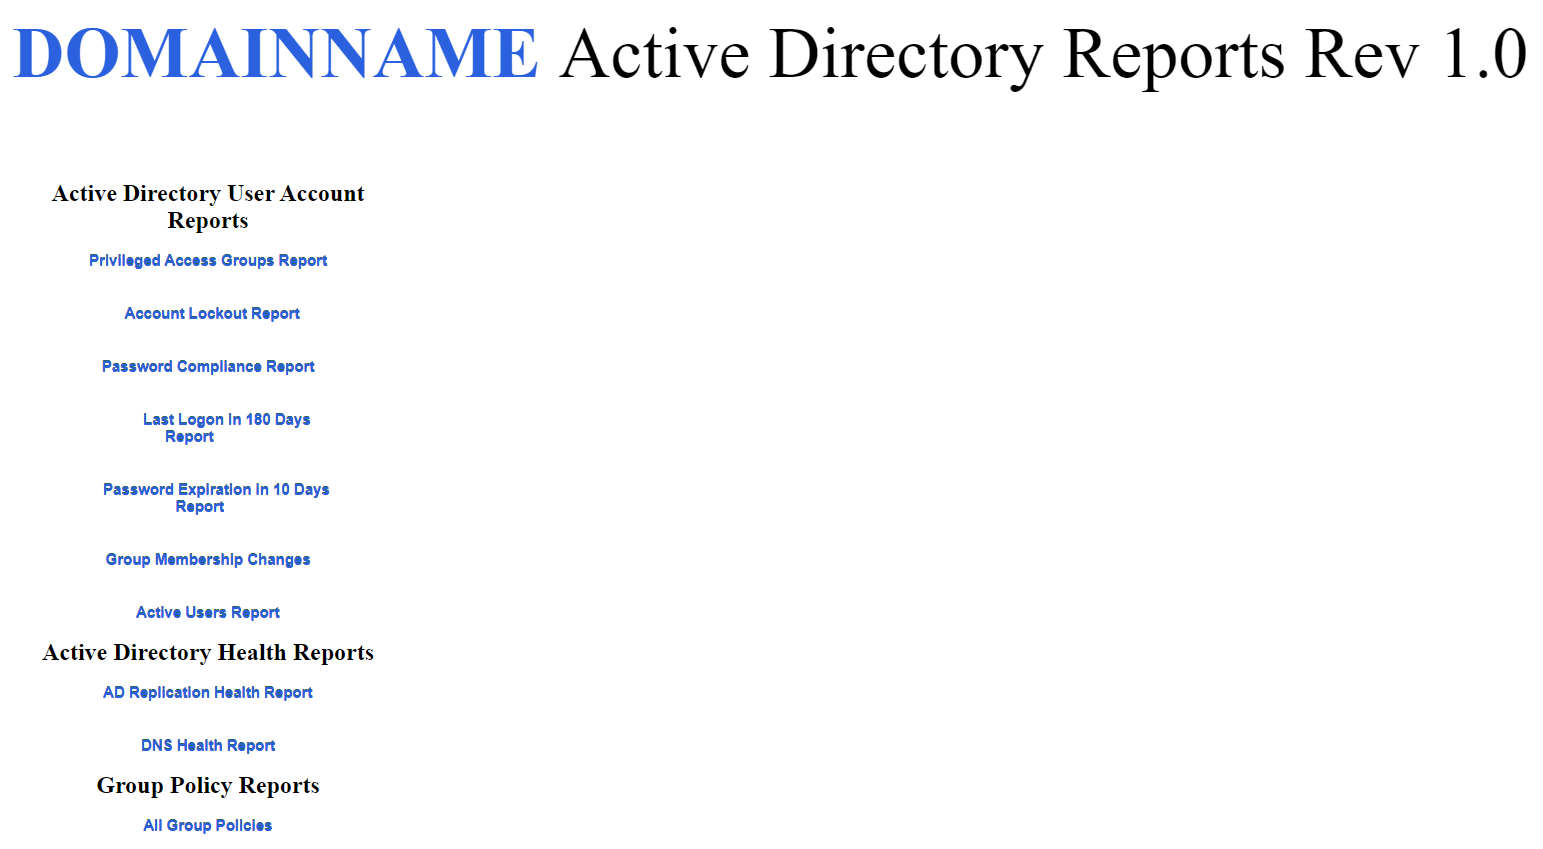 DOMAINNAME Active Directory Reports Rev 1.0
Active Directory User Account
Reports
Privileged Access Groups Report
Account Lockout Report
Password Compliance Report
Last Logon in 180 Days
Report
Password Expiration in 10 Days
Report
Group Membership Changes
Active Users Report
Active Directory Health Reports
AD Replication Health Report
DNS Health Report
Group Policy Reports
All Group Policies